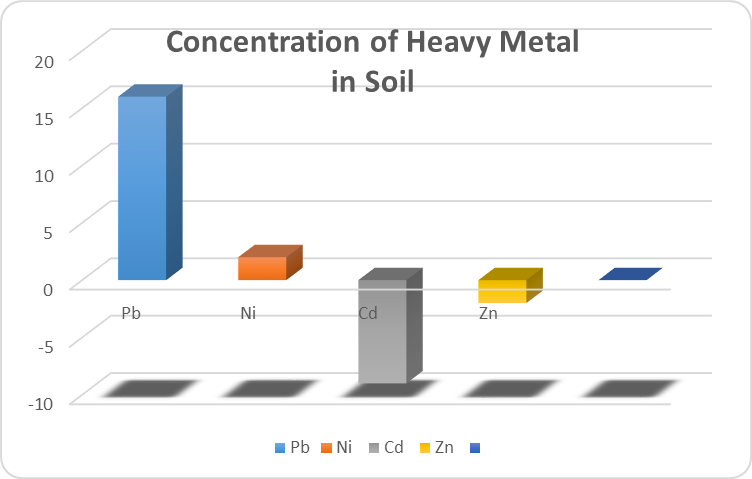 Concentration of Heavy Metal
in Soil
20
15
10
5
0
-5
-10
Pb Ni Cd Zn
Pb Ni Cd Zn